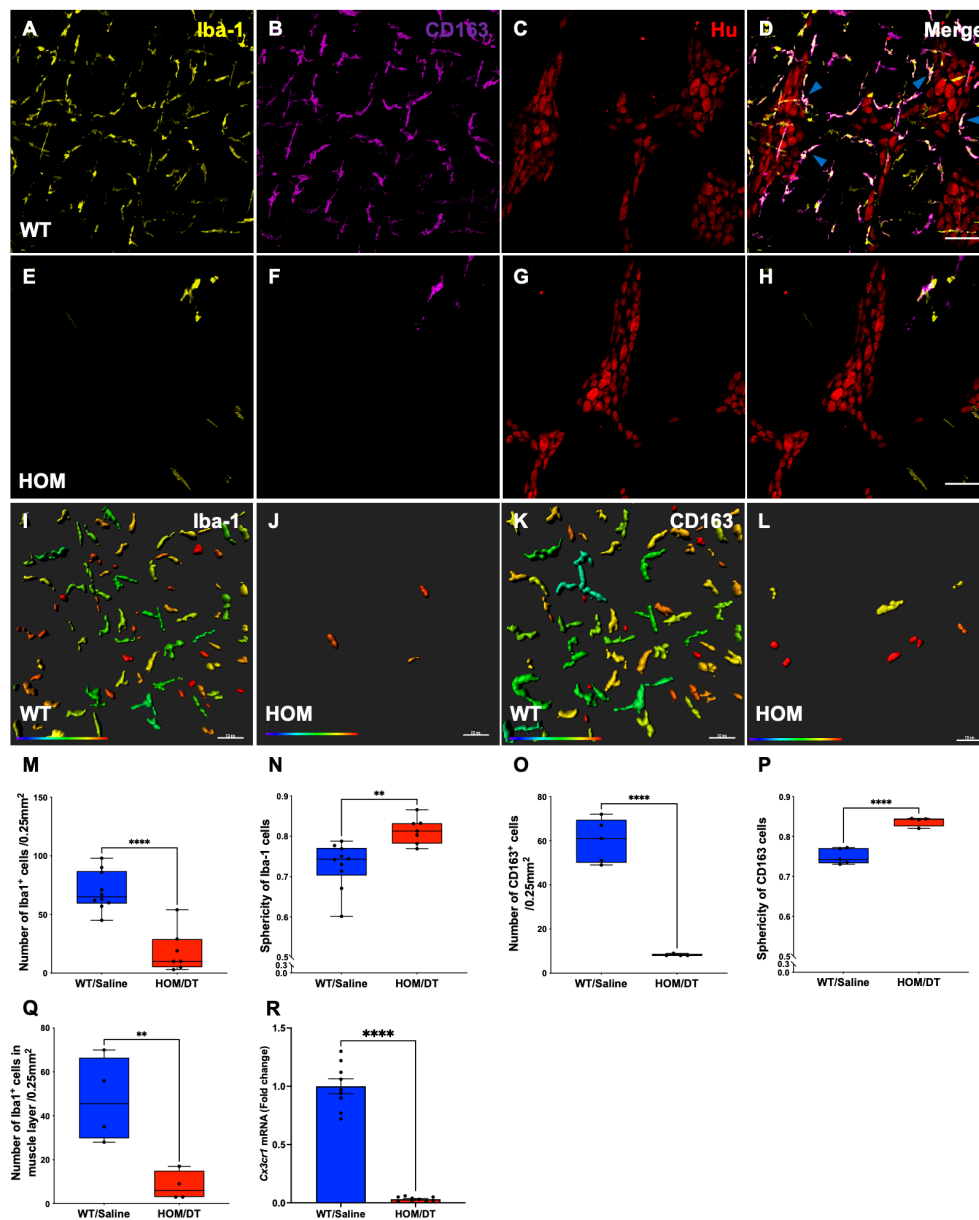 A Iba-1 B CD163 C Hu D Merge
WT
E F G H
HOM
I Iba-1 J K CD163 L
WT HOM WT HOM
M N O P
Number of Iba1+ cells /0.25mm²
150
100
50
0
****
WT/Saline HOM/DT
Sphericity of Iba-1 cells
0.9
0.8
0.7
0.6
0.5
0.3
0.0
**
WT/Saline HOM/DT
Number of CD163⁺ cells
/0.25mm²
80
60
40
20
0
****
WT/Saline HOM/DT
Sphericity of CD163 cells
0.9
0.8
0.7
0.6
0.5
0.3
0.0
****
WT/Saline HOM/DT
Q R
Number of Iba1⁺ cells in
muscle layer /0.25mm²
80
60
40
20
0
**
WT/Saline HOM/DT
Cx3cr1 mRNA (Fold change)
1.5
1.0
0.5
0.0
****
WT/Saline HOM/DT